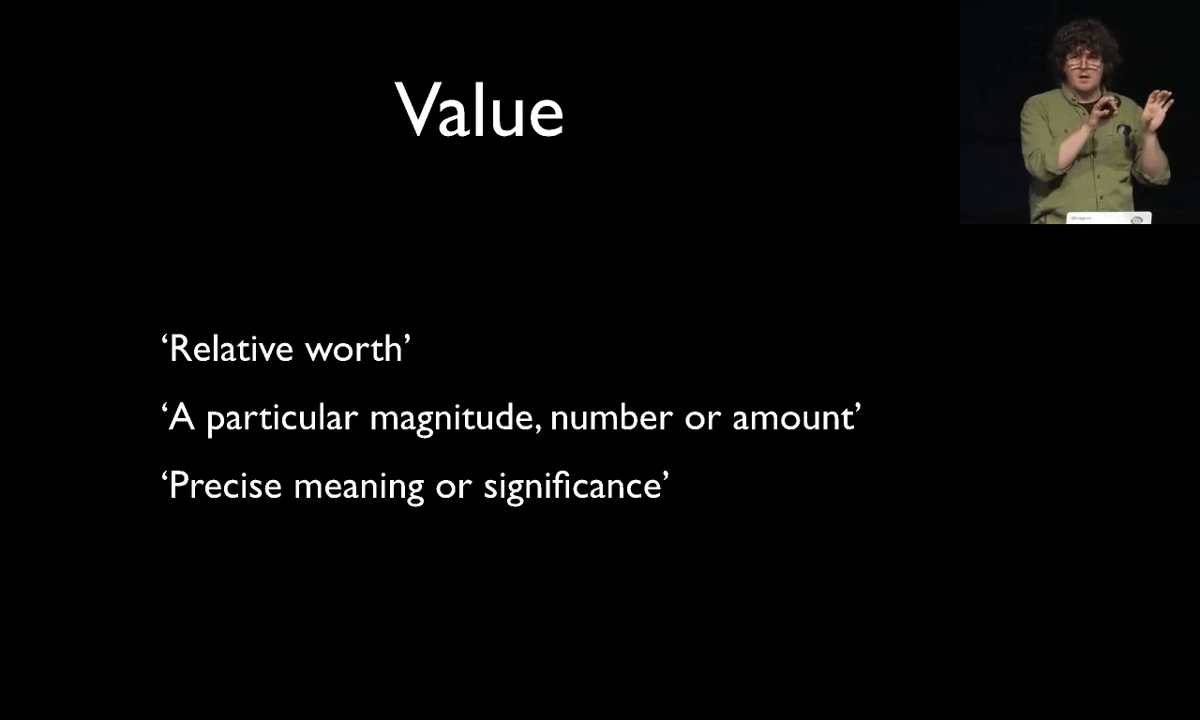 Value
‘Relative worth’
‘A particular magnitude, number or amount’
‘Precise meaning or significance’